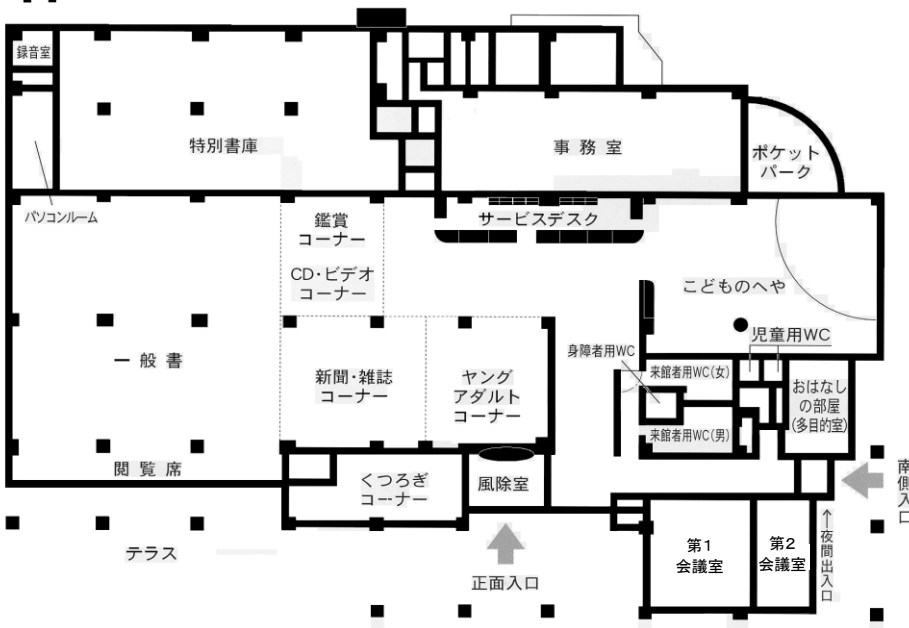 録音室
特別書庫
事務室
ポケット
パーク
パソコンルーム
鑑賞
コーナー
サービスデスク
CD・ビデオ
コーナー
こどものへや
一般書
新聞・雑誌
コーナー
ヤング
アダルト
コーナー
身障者用WC
児童用WC
来館者用WC(女)
来館者用WC(男)
おはなし
の部屋
(多目的室)
閲覧席
くつろぎ
コーナー
風除室
南側入口
テラス
正面入口
第1
会議室
第2
会議室
←夜間出入口